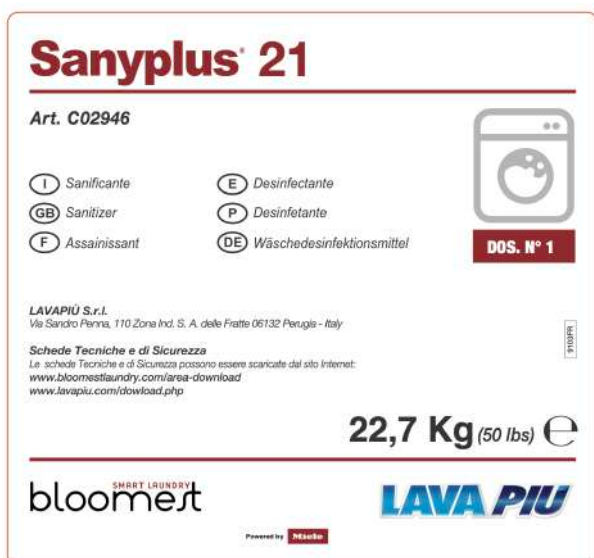 Sanyplus® 21
Art. C02946
I Sanificante
GB Sanitizer
F Assainissant
E Desinfectante
P Desinfetante
DE Wäschedesinfektionsmittel
DOS. N° 1
LAVAPIÙ S.r.l.
Via Sandro Penna, 110 Zona Ind. S. A. delle Fratte 06132 Perugia - Italy
9103FR
Schede Tecniche e di Sicurezza
Le schede Tecniche e di Sicurezza possono essere scaricate dal sito Internet:
www.bloomestlaundry.com/area-download
www.lavapiu.com/dowload.php
22,7 Kg (50 lbs) ℮
SMART LAUNDRY
bloomest
LAVA PIU
Powered by Miele